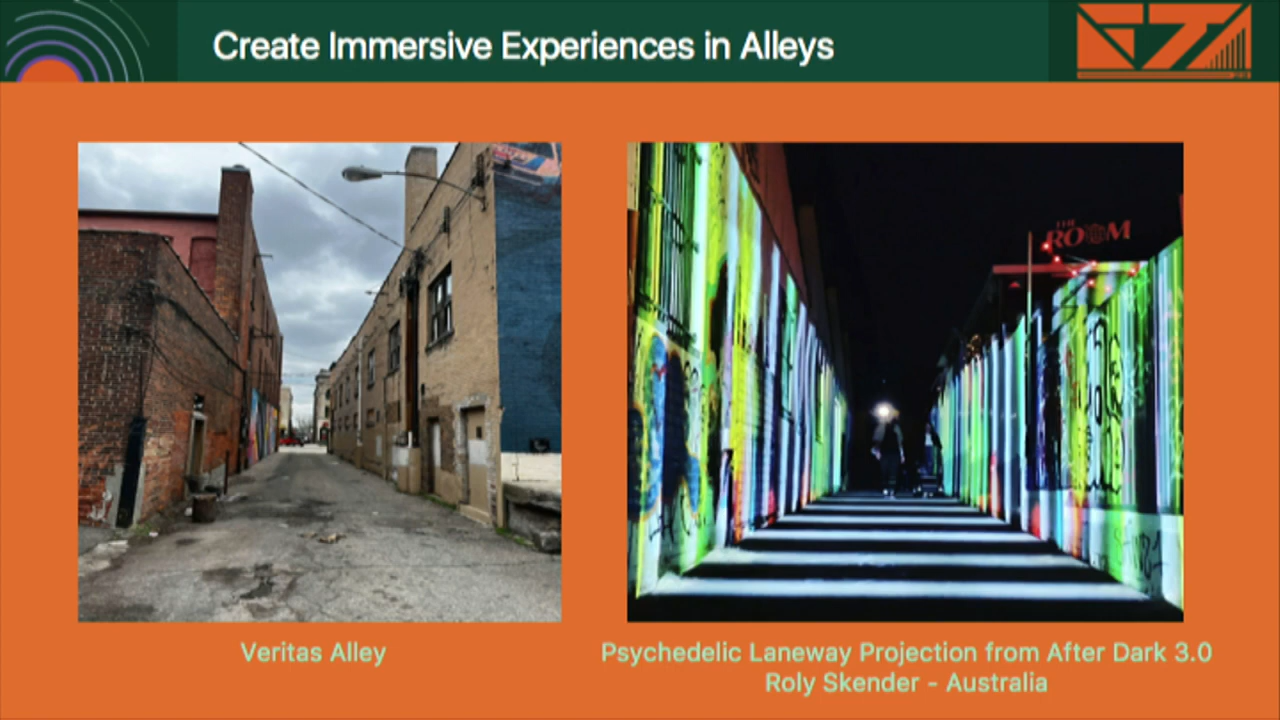 Create Immersive Experiences in Alleys
THE
ROOM
Veritas Alley
Psychedelic Laneway Projection from After Dark 3.0
Roly Skender - Australia